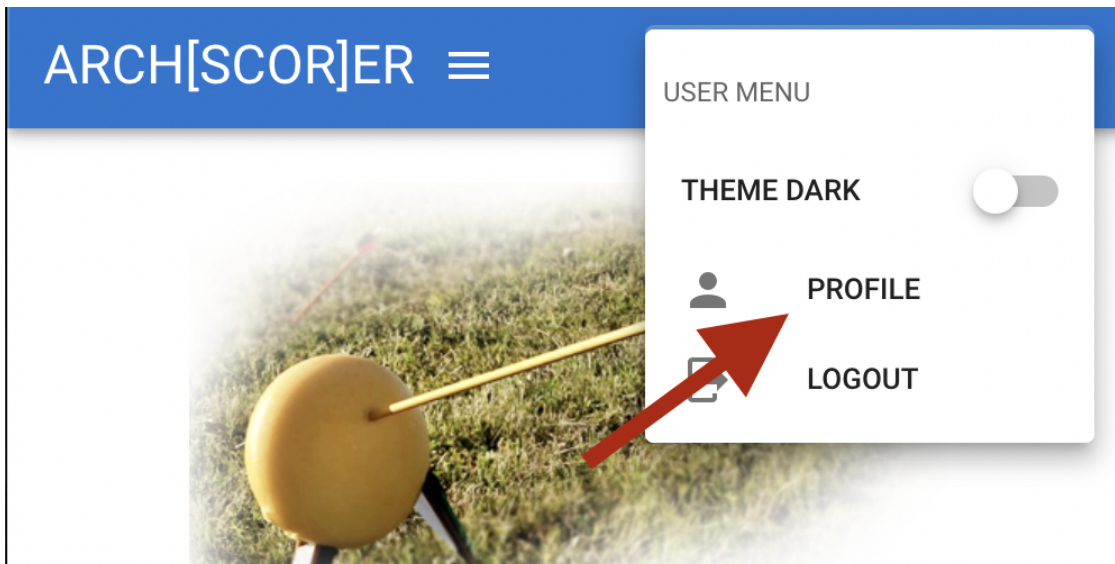 ARCH[SCOR]ER
USER MENU
THEME DARK
PROFILE
LOGOUT